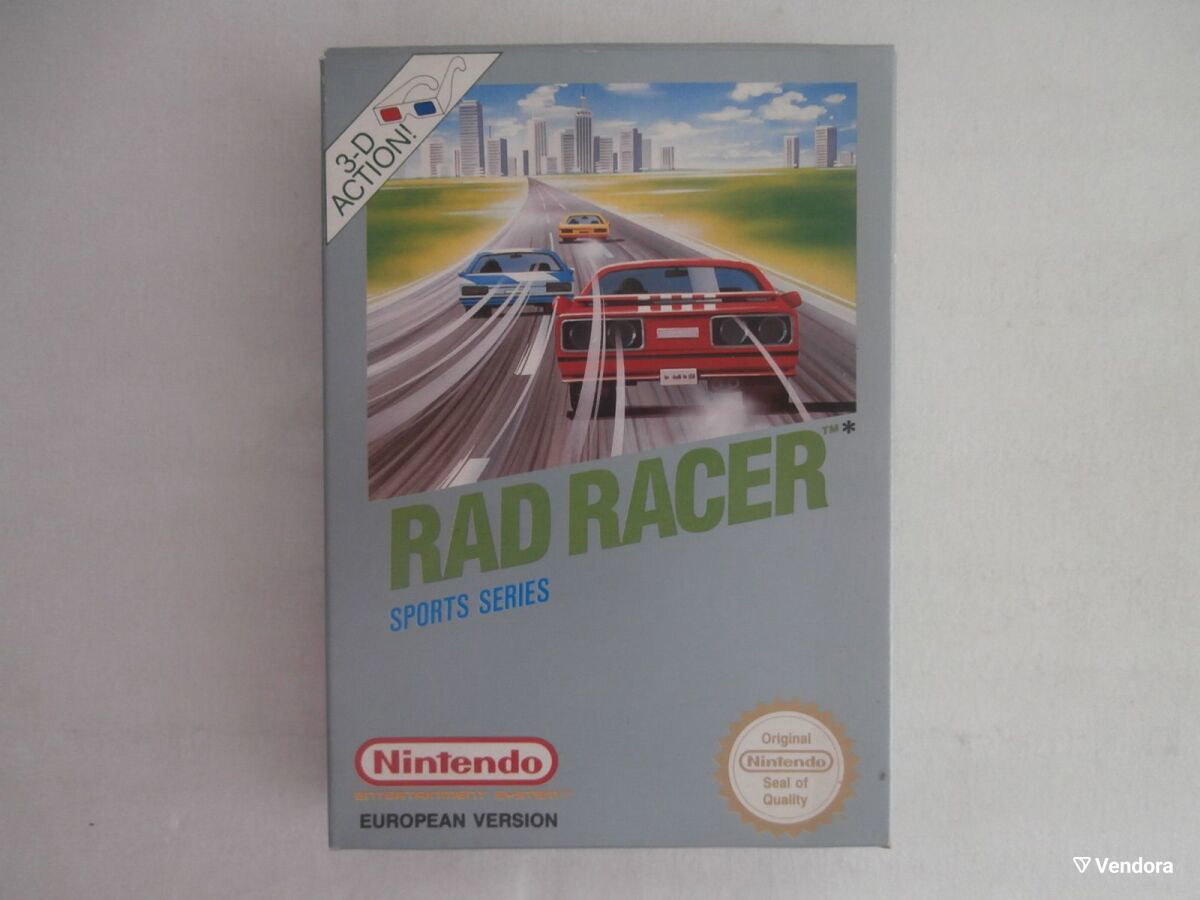 3-D
ACTION!
RAD RACER™*
SPORTS SERIES
Nintendo
ENTERTAINMENT SYSTEM™
EUROPEAN VERSION
Original
Nintendo
Seal of
Quality
Vendora